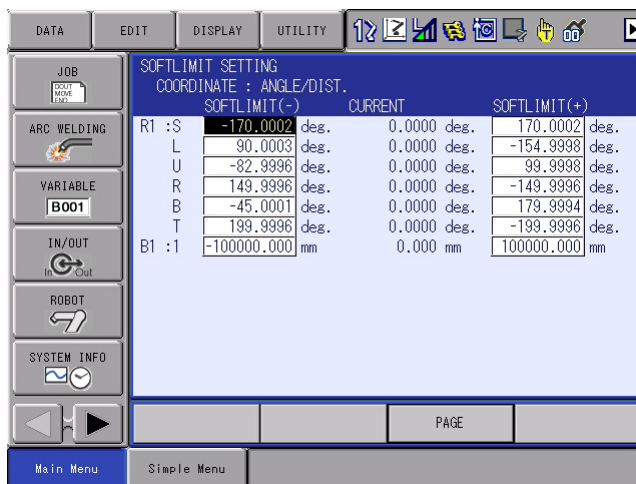 DATA EDIT DISPLAY UTILITY
JOB
DOUT
MOVE
END
ARC WELDING
VARIABLE
B001
IN/OUT
In Out
ROBOT
SYSTEM INFO
SOFTLIMIT SETTING
COORDINATE : ANGLE/DIST.
SOFTLIMIT(-) CURRENT SOFTLIMIT(+)
R1 :S -170.0002 deg. 0.0000 deg. 170.0002 deg.
L 90.0003 deg. 0.0000 deg. -154.9998 deg.
U -82.9996 deg. 0.0000 deg. 99.9998 deg.
R 149.9996 deg. 0.0000 deg. -149.9996 deg.
B -45.0001 deg. 0.0000 deg. 179.9994 deg.
T 199.9996 deg. 0.0000 deg. -199.9996 deg.
B1 :1 -100000.000 mm 0.000 mm 100000.000 mm
PAGE
Main Menu Simple Menu